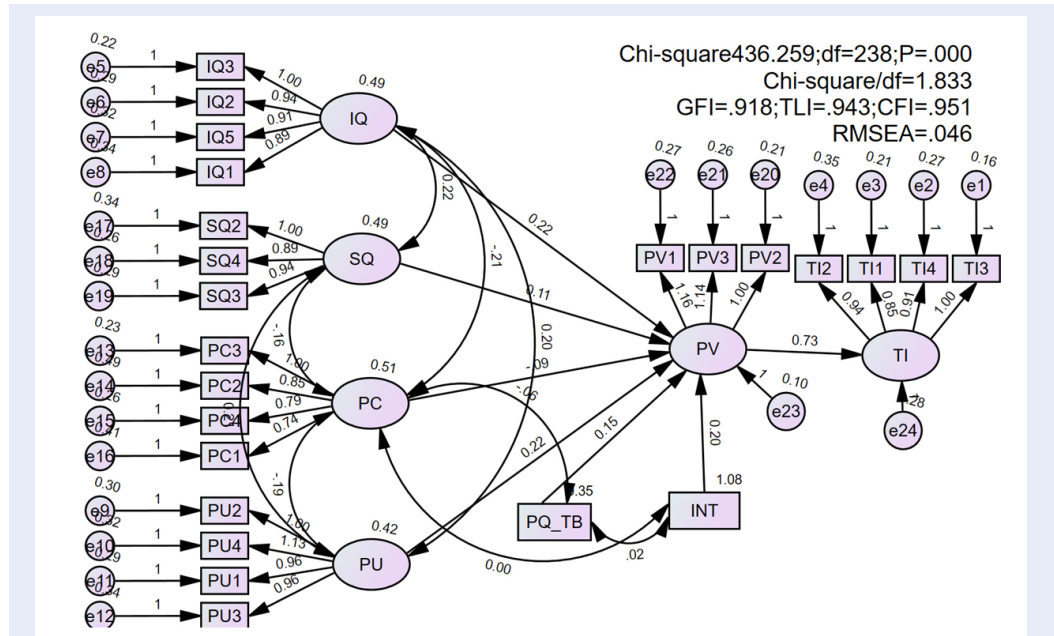 Chi-square436.259;df=238;P=.000
Chi-square/df=1.833
GFI=.918;TLI=.943;CFI=.951
RMSEA=.046
0.22
e5 1 IQ3 1.00 0.49
e6 1 IQ2 0.94
IQ
e7 1 IQ5 0.91
e8 1 IQ1 0.89
0.27 0.26 0.21 0.35 0.21 0.27 0.16
e22 e21 e20 e4 e3 e2 e1
1 1 1 1 1 1 1
0.22 -.21 0.22
0.34
e17 1 SQ2 1.00 0.49
e18 1 SQ4 0.89
SQ
e19 1 SQ3 0.94
PV1 PV3 PV2 TI2 TI1 TI4 TI3
1.16 1.14 1.00 0.94 0.85 0.91 1.00
0.11
-.16 0.20
PV 0.73 TI
0.23
e13 1 PC3 1.00 0.51
e14 1 PC2 0.85
-.09
-.06
PC
e15 1 PC4 0.79
e16 1 PC1 0.74
1 0.10
e23
e24
0.22 0.15 0.20
-.19
0.30
e9 1 PU2 1.00 0.42
PQ_TB INT 1.08
e10 1 PU4 1.13
PU
e11 1 PU1 0.96
e12 1 PU3 0.96
0.00 .02